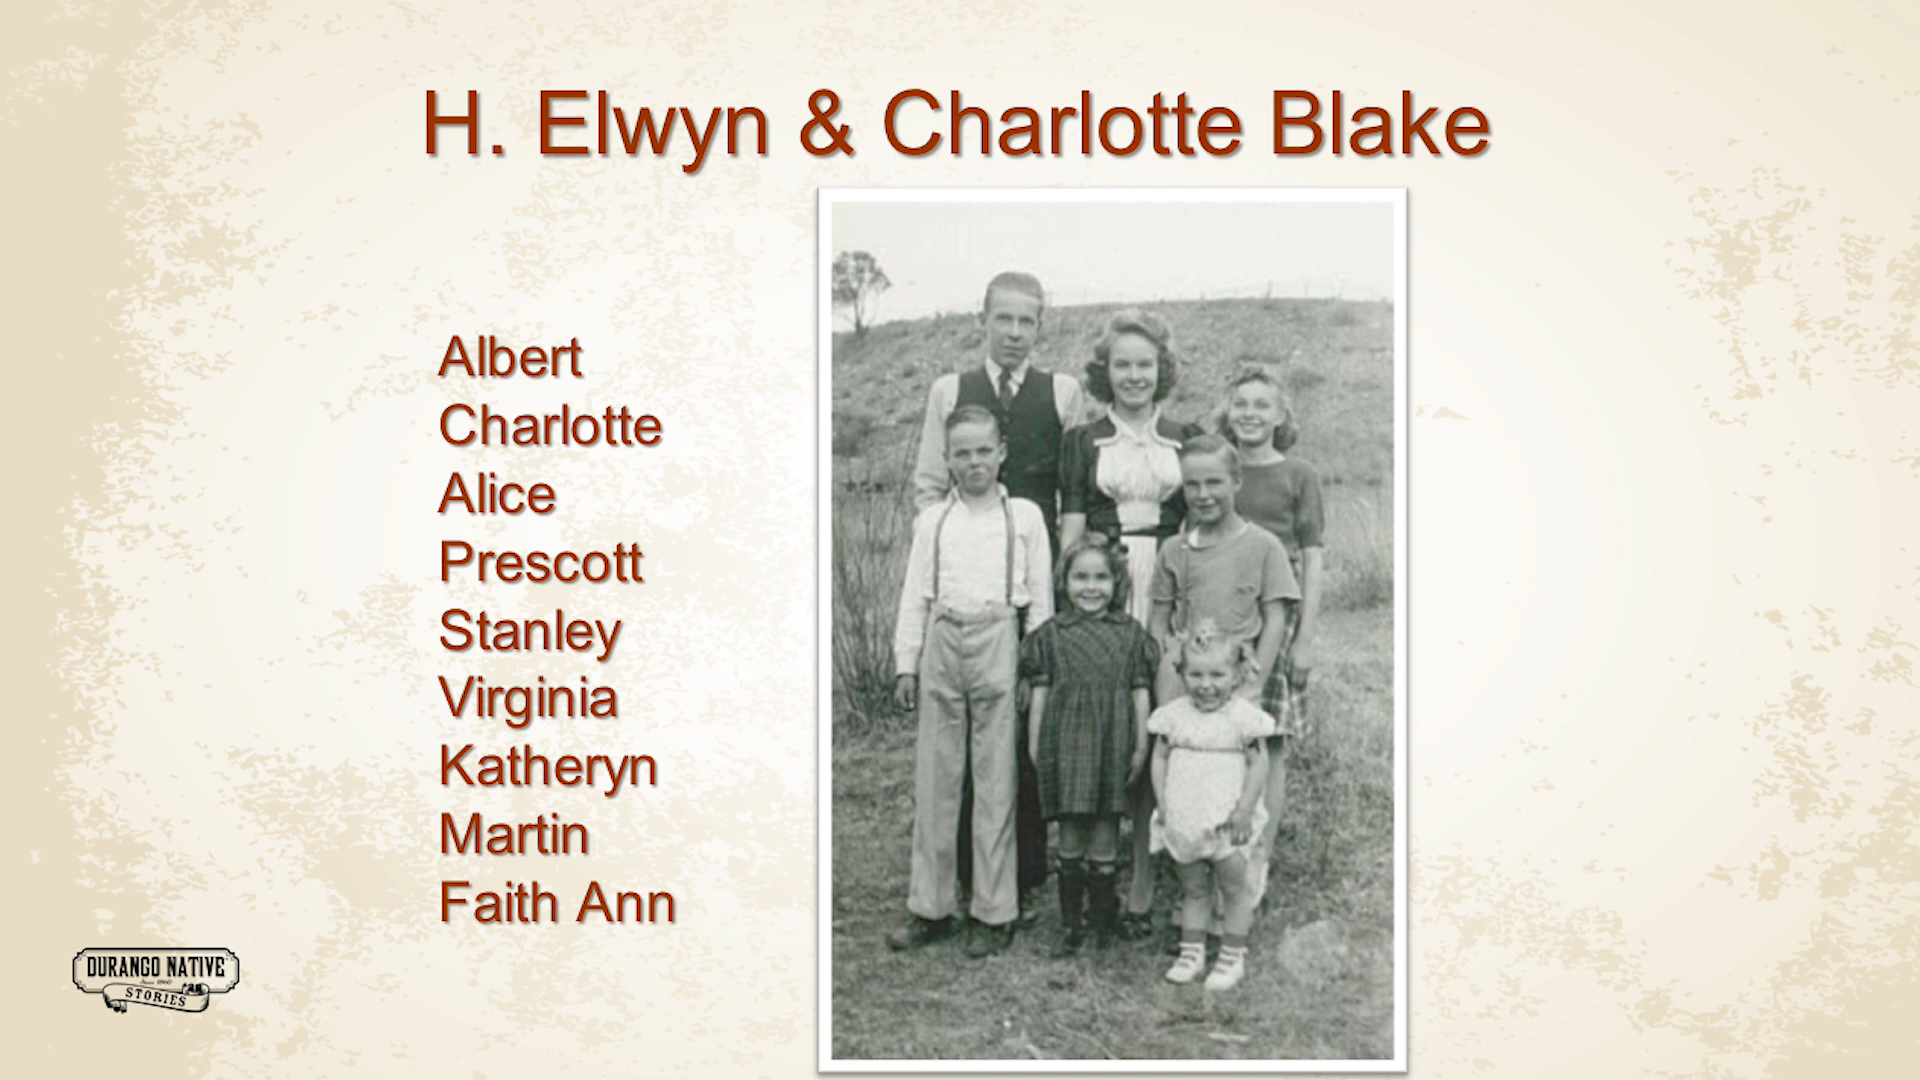 H. Elwyn & Charlotte Blake
Albert
Charlotte
Alice
Prescott
Stanley
Virginia
Katheryn
Martin
Faith Ann
DURANGO NATIVE
STORIES